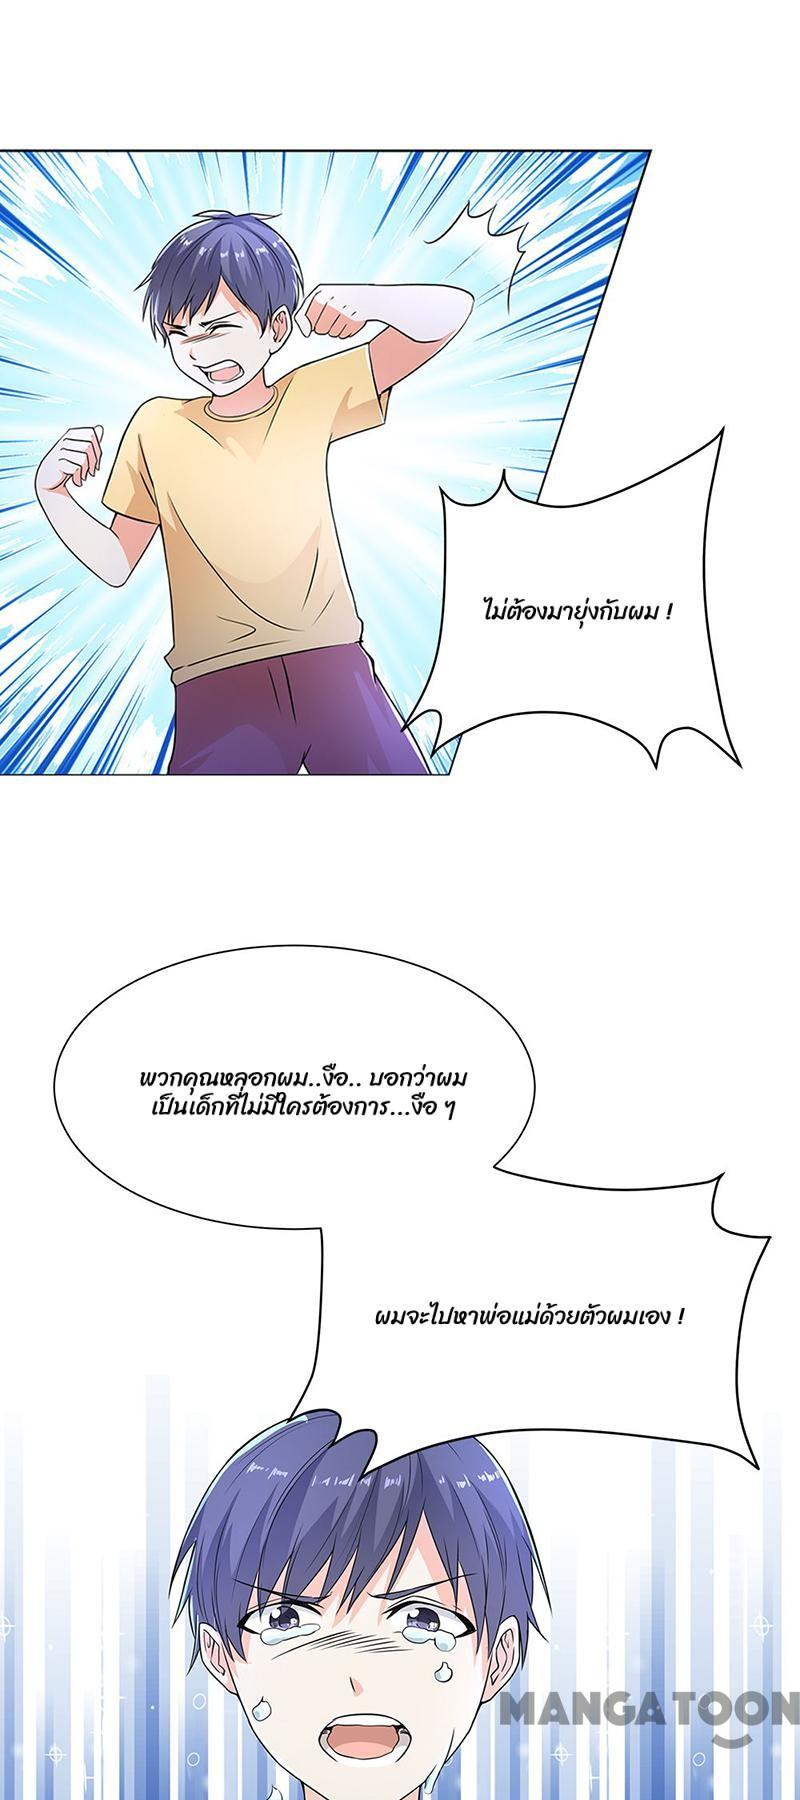 ไม่ต้องมายุ่งกับผม !
พวกคุณหลอกผม..งือ.. บอกว่าผม
เป็นเด็กที่ไม่มีใครต้องการ...งือ ๆ
ผมจะไปหาพ่อแม่ด้วยตัวผมเอง !
MANGATOON